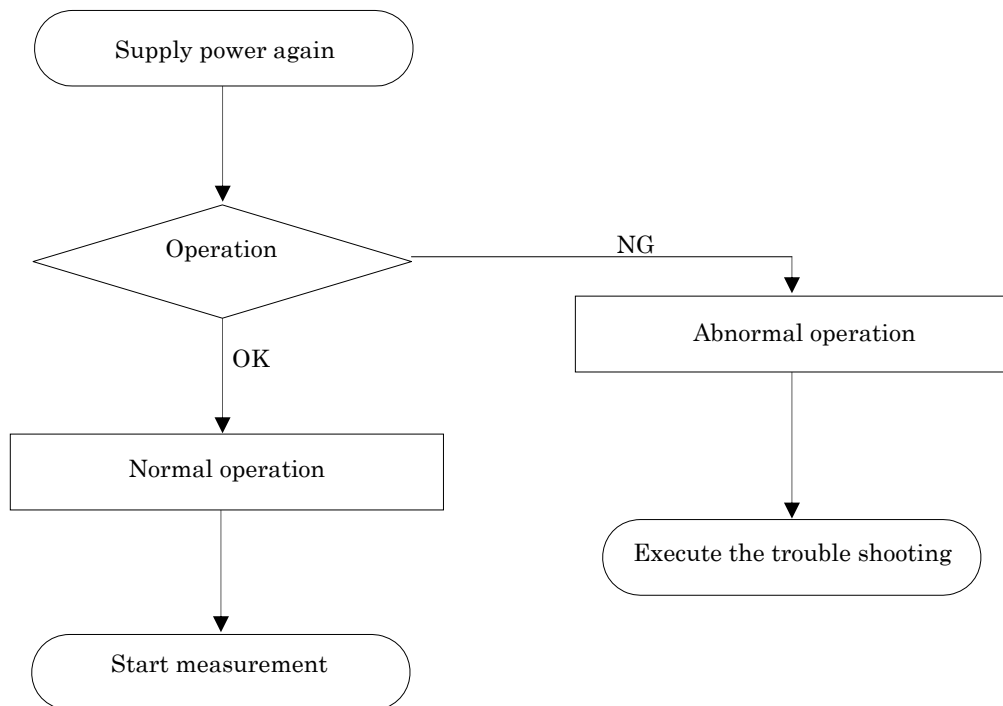 Supply power again
Operation
NG
Abnormal operation
OK
Normal operation
Execute the trouble shooting
Start measurement